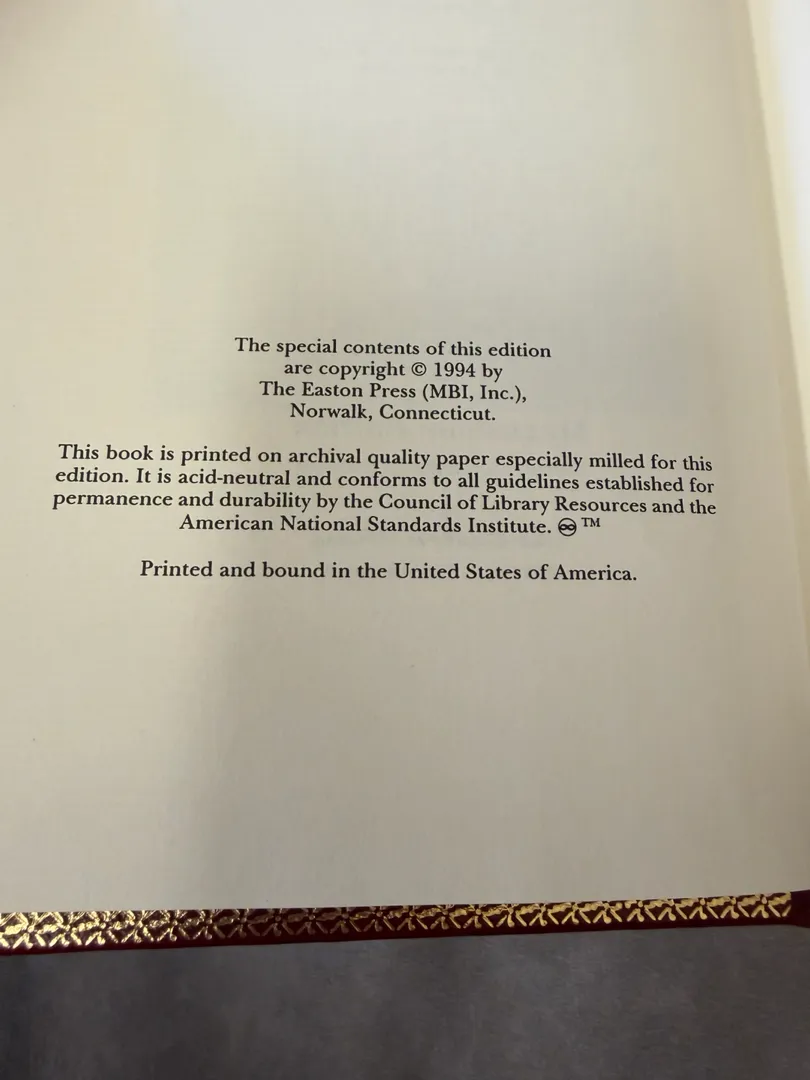 The special contents of this edition
are copyright © 1994 by
The Easton Press (MBI, Inc.),
Norwalk, Connecticut.
This book is printed on archival quality paper especially milled for this
edition. It is acid-neutral and conforms to all guidelines established for
permanence and durability by the Council of Library Resources and the
American National Standards Institute. ♾ ™
Printed and bound in the United States of America.